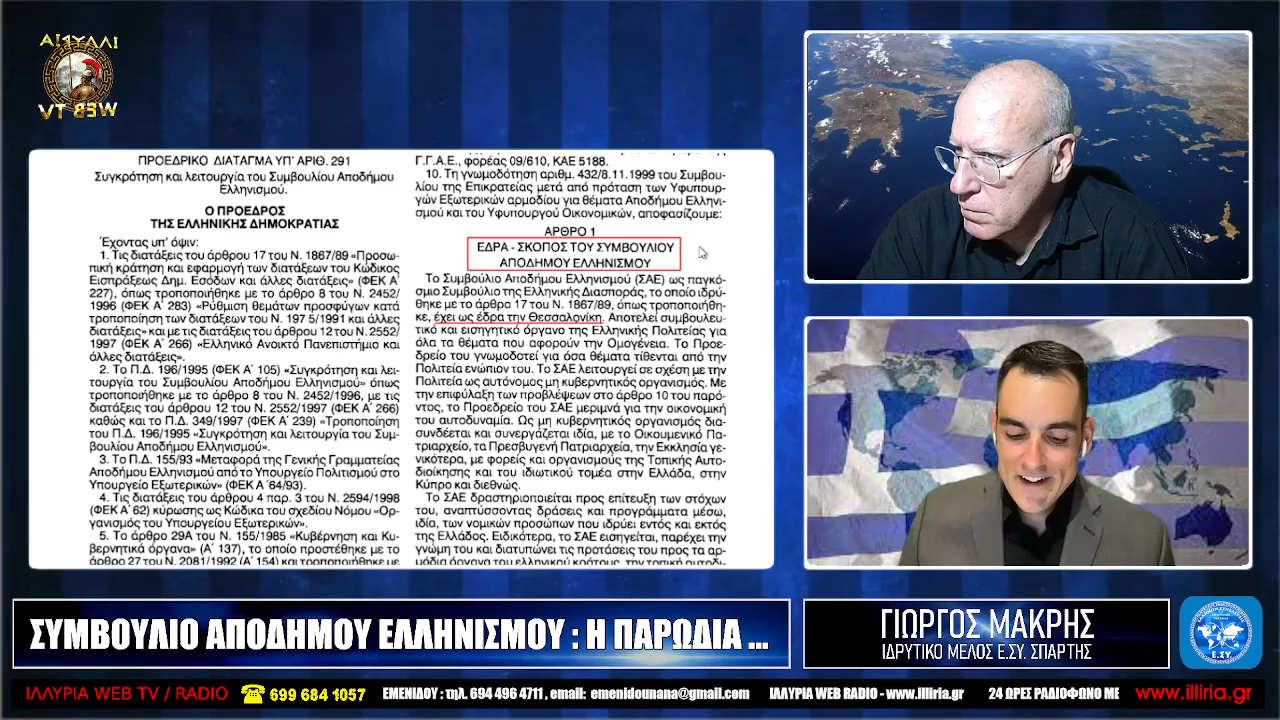 ΑΙΡΥΛΛΙ
WEB TV
ΠΡΟΕΔΡΙΚΟ ΔΙΑΤΑΓΜΑ ΥΠ' ΑΡΙΘ. 291
Συγκρότηση και λειτουργία του Συμβουλίου Αποδήμου
Ελληνισμού.
Ο ΠΡΟΕΔΡΟΣ
ΤΗΣ ΕΛΛΗΝΙΚΗΣ ΔΗΜΟΚΡΑΤΙΑΣ
Έχοντας υπ' όψιν:
1. Τις διατάξεις του άρθρου 17 του Ν. 1867/89 «Προσω-
πική κράτηση και εφαρμογή των διατάξεων του Κώδικος
Εισπράξεως Δημ. Εσόδων και άλλες διατάξεις» (ΦΕΚ Α΄
227), όπως τροποποιήθηκε με το άρθρο 8 του Ν. 2452/
1996 (ΦΕΚ Α΄ 283) «Ρύθμιση θεμάτων προσφύγων κατά
τροποποίηση των διατάξεων του Ν. 197 5/1991 και άλλες
διατάξεις» και με τις διατάξεις του άρθρου 12 του Ν. 2552/
1997 (ΦΕΚ Α΄ 266) «Ελληνικό Ανοικτό Πανεπιστήμιο και
άλλες διατάξεις».
2. Το Π.Δ. 196/1995 (ΦΕΚ Α΄ 105) «Συγκρότηση και λει-
τουργία του Συμβουλίου Αποδήμου Ελληνισμού» όπως
τροποποιήθηκε με το άρθρο 8 του Ν. 2452/1996, με τις
διατάξεις του άρθρου 12 του Ν. 2552/1997 (ΦΕΚ Α΄ 266)
καθώς και το Π.Δ. 349/1997 (ΦΕΚ Α΄ 239) «Τροποποίηση
του Π.Δ. 196/1995 «Συγκρότηση και λειτουργία του Συμ-
βουλίου Αποδήμου Ελληνισμού».
3. Το Π.Δ. 155/93 «Μεταφορά της Γενικής Γραμματείας
Αποδήμου Ελληνισμού από το Υπουργείο Πολιτισμού στο
Υπουργείο Εξωτερικών» (ΦΕΚ Α΄64/93).
4. Τις διατάξεις του άρθρου 4 παρ. 3 του Ν. 2594/1998
(ΦΕΚ Α΄ 62) κύρωσης ως Κώδικα του σχεδίου Νόμου «Ορ-
γανισμός του Υπουργείου Εξωτερικών».
5. Το άρθρο 29Α του Ν. 155/1985 «Κυβέρνηση και Κυ-
βερνητικά όργανα» (Α΄ 137), το οποίο προστέθηκε με το
άρθρο 27 του Ν. 2081/1992 (Α΄ 154) και τροποποιήθηκε με
Γ.Γ.Α.Ε., φορέας 09/610, ΚΑΕ 5188.
10. Τη γνωμοδότηση αριθμ. 432/8.11.1999 του Συμβου-
λίου της Επικρατείας μετά από πρόταση των Υφυπουρ-
γών Εξωτερικών αρμοδίου για θέματα Απόδημου Ελληνι-
σμού και του Υφυπουργού Οικονομικών, αποφασίζουμε:
ΑΡΘΡΟ 1
ΕΔΡΑ - ΣΚΟΠΟΣ ΤΟΥ ΣΥΜΒΟΥΛΙΟΥ
ΑΠΟΔΗΜΟΥ ΕΛΛΗΝΙΣΜΟΥ
Το Συμβούλιο Απόδημου Ελληνισμού (ΣΑΕ) ως παγκό-
σμιο Συμβούλιο της Ελληνικής Διασποράς, το οποίο ιδρύ-
θηκε με το άρθρο 17 του Ν. 1867/89, όπως τροποποιήθη-
κε, έχει ως έδρα την Θεσσαλονίκη. Αποτελεί συμβουλευ-
τικό και εισηγητικό όργανο της Ελληνικής Πολιτείας για
όλα τα θέματα που αφορούν την Ομογένεια. Το Προε-
δρείο του γνωμοδοτεί για όσα θέματα τίθενται από την
Πολιτεία ενώπιον του. Το ΣΑΕ λειτουργεί σε σχέση με την
Πολιτεία ως αυτόνομος μη κυβερνητικός οργανισμός. Με
την επιφύλαξη των προβλέψεων στο άρθρο 10 του παρό-
ντος, το Προεδρείο του ΣΑΕ μεριμνά για την οικονομική
του αυτοδυναμία. Ως μη κυβερνητικός οργανισμός δια-
συνδέεται και συνεργάζεται ιδία, με το Οικουμενικό Πα-
τριαρχείο, τα Πρεσβυγενή Πατριαρχεία, την Εκκλησία γε-
νικότερα, με φορείς και οργανισμούς της Τοπικής Αυτο-
διοίκησης και του ιδιωτικού τομέα στην Ελλάδα, στην
Κύπρο και διεθνώς.
Το ΣΑΕ δραστηριοποιείται προς επίτευξη των στόχων
του, αναπτύσσοντας δράσεις και προγράμματα μέσω,
ιδία, των νομικών προσώπων που ιδρύει εντός και εκτός
της Ελλάδος. Ειδικότερα, το ΣΑΕ εισηγείται, παρέχει την
γνώμη του και διατυπώνει τις προτάσεις του προς τα αρ-
μόδια όργανα του ελληνικού κράτους, την τοπική αυτοδι-
ΣΥΜΒΟΥΛΙΟ ΑΠΟΔΗΜΟΥ ΕΛΛΗΝΙΣΜΟΥ : Η ΠΑΡΩΔΙΑ ...
ΓΙΩΡΓΟΣ ΜΑΚΡΗΣ
ΙΔΡΥΤΙΚΟ ΜΕΛΟΣ Ε.ΣΥ. ΣΠΑΡΤΗΣ
Ε.ΣΥ.
ΙΛΛΥΡΙΑ WEB TV / RADIO 699 684 1057 ΕΜΕΝΙDΟΥ : τηλ. 694 496 4711 , email: emenidounana@gmail.com ΙΛΛΥΡΙΑ WEB RADIO - www.illiria.gr 24 ΩΡΕΣ ΡΑΔΙΟΦΩΝΟ ΜΕ www.illiria.gr